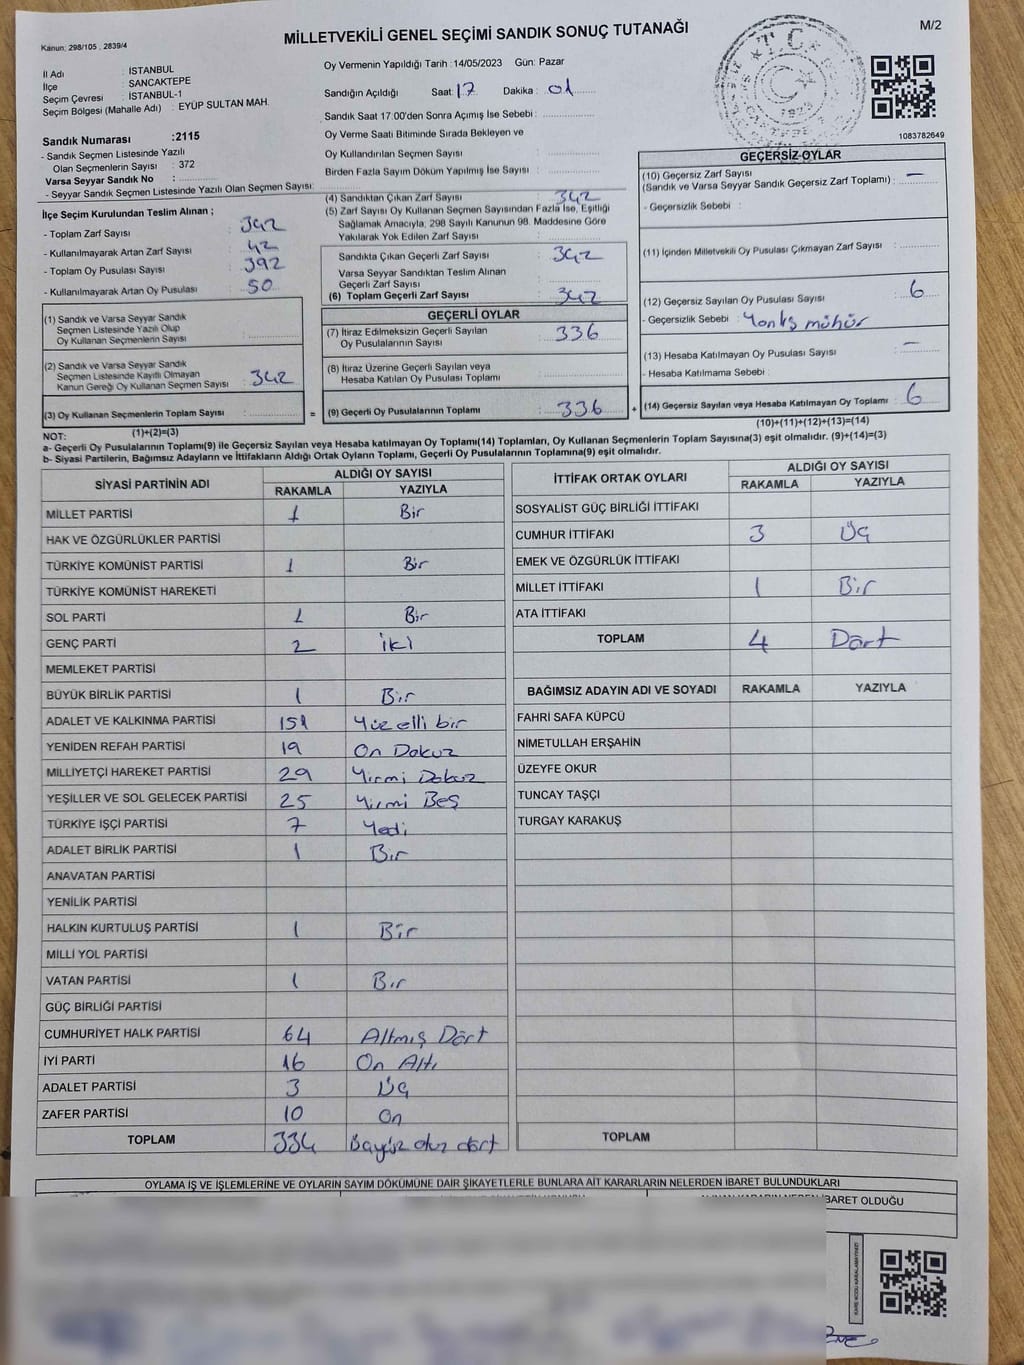 Kanun: 298/105 , 2839/4
MİLLETVEKİLİ GENEL SEÇİMİ SANDIK SONUÇ TUTANAĞI
M/2
İl Adı : İSTANBUL
İlçe : SANCAKTEPE
Seçim Çevresi : İSTANBUL-1
Seçim Bölgesi (Mahalle Adı) : EYÜP SULTAN MAH.
Sandık Numarası :2115
- Sandık Seçmen Listesinde Yazılı
Olan Seçmenlerin Sayısı : 372
Varsa Seyyar Sandık No :
- Seyyar Sandık Seçmen Listesinde Yazılı Olan Seçmen Sayısı:
Oy Vermenin Yapıldığı Tarih : 14/05/2023 Gün: Pazar
Sandığın Açıldığı Saat: 17 Dakika : 01
Sandık Saat 17:00'den Sonra Açımış İse Sebebi :
Oy Verme Saati Bitiminde Sırada Bekleyen ve
Oy Kullandırılan Seçmen Sayısı
Birden Fazla Sayım Döküm Yapılmış İse Sayısı :
T.C.
1923
1083782649
İlçe Seçim Kurulundan Teslim Alınan ;
- Toplam Zarf Sayısı : 392
- Kullanılmayarak Artan Zarf Sayısı : 42
- Toplam Oy Pusulası Sayısı : 392
- Kullanılmayarak Artan Oy Pusulası : 50
(1) Sandık ve Varsa Seyyar Sandık
Seçmen Listesinde Yazılı Olup
Oy Kullanan Seçmenlerin Sayısı :
(2) Sandık ve Varsa Seyyar Sandık
Seçmen Listesinde Kayıtlı Olmayan
Kanun Gereği Oy Kullanan Seçmen Sayısı : 342
(3) Oy Kullanan Seçmenlerin Toplam Sayısı : =
(1)+(2)=(3)
(4) Sandıktan Çıkan Zarf Sayısı : 342
(5) Zarf Sayısı Oy Kullanan Seçmen Sayısından Fazla İse, Eşitliği
Sağlamak Amacıyla, 298 Sayılı Kanunun 98. Maddesine Göre
Yakılarak Yok Edilen Zarf Sayısı :
Sandıkta Çıkan Geçerli Zarf Sayısı : 342
Varsa Seyyar Sandıktan Teslim Alınan
Geçerli Zarf Sayısı :
(6) Toplam Geçerli Zarf Sayısı : 342
GEÇERLİ OYLAR
(7) İtiraz Edilmeksizin Geçerli Sayılan
Oy Pusulalarının Sayısı : 336
(8) İtiraz Üzerine Geçerli Sayılan veya
Hesaba Katılan Oy Pusulası Toplamı :
(9) Geçerli Oy Pusulalarının Toplamı : 336 +
GEÇERSİZ OYLAR
(10) Geçersiz Zarf Sayısı
(Sandık ve Varsa Seyyar Sandık Geçersiz Zarf Toplamı) : —
- Geçersizlik Sebebi :
(11) İçinden Milletvekili Oy Pusulası Çıkmayan Zarf Sayısı :
(12) Geçersiz Sayılan Oy Pusulası Sayısı : 6
- Geçersizlik Sebebi : Yanlış mühür
(13) Hesaba Katılmayan Oy Pusulası Sayısı : —
- Hesaba Katılmama Sebebi :
(14) Geçersiz Sayılan veya Hesaba Katılmayan Oy Toplamı : 6
(10)+(11)+(12)+(13)=(14)
NOT:
a- Geçerli Oy Pusulalarının Toplamı(9) ile Geçersiz Sayılan veya Hesaba katılmayan Oy Toplamı(14) Toplamları, Oy Kullanan Seçmenlerin Toplam Sayısına(3) eşit olmalıdır. (9)+(14)=(3)
b- Siyasi Partilerin, Bağımsız Adayların ve İttifakların Aldığı Ortak Oyların Toplamı, Geçerli Oy Pusulalarının Toplamına(9) eşit olmalıdır.
SİYASİ PARTİNİN ADI ALDIĞI OY SAYISI
RAKAMLA YAZIYLA
MİLLET PARTİSİ 1 Bir
HAK VE ÖZGÜRLÜKLER PARTİSİ
TÜRKİYE KOMÜNİST PARTİSİ 1 Bir
TÜRKİYE KOMÜNİST HAREKETİ
SOL PARTİ 1 Bir
GENÇ PARTİ 2 İki
MEMLEKET PARTİSİ
BÜYÜK BİRLİK PARTİSİ 1 Bir
ADALET VE KALKINMA PARTİSİ 151 Yüz elli bir
YENİDEN REFAH PARTİSİ 19 On Dokuz
MİLLİYETÇİ HAREKET PARTİSİ 29 Yirmi Dokuz
YEŞİLLER VE SOL GELECEK PARTİSİ 25 Yirmi Beş
TÜRKİYE İŞÇİ PARTİSİ 7 Yedi
ADALET BİRLİK PARTİSİ 1 Bir
ANAVATAN PARTİSİ
YENİLİK PARTİSİ
HALKIN KURTULUŞ PARTİSİ 1 Bir
MİLLİ YOL PARTİSİ
VATAN PARTİSİ 1 Bir
GÜÇ BİRLİĞİ PARTİSİ
CUMHURİYET HALK PARTİSİ 64 Altmış Dört
İYİ PARTİ 16 On Altı
ADALET PARTİSİ 3 Üç
ZAFER PARTİSİ 10 On
TOPLAM 334 üçyüz otuz dört
İTTİFAK ORTAK OYLARI ALDIĞI OY SAYISI
RAKAMLA YAZIYLA
SOSYALİST GÜÇ BİRLİĞİ İTTİFAKI
CUMHUR İTTİFAKI 3 Üç
EMEK VE ÖZGÜRLÜK İTTİFAKI
MİLLET İTTİFAKI 1 Bir
ATA İTTİFAKI
TOPLAM 4 Dört
BAĞIMSIZ ADAYIN ADI VE SOYADI RAKAMLA YAZIYLA
FAHRİ SAFA KÜPCÜ
NİMETULLAH ERŞAHİN
ÜZEYFE OKUR
TUNCAY TAŞÇI
TURGAY KARAKUŞ
TOPLAM
OYLAMA İŞ VE İŞLEMLERİNE VE OYLARIN SAYIM DÖKÜMÜNE DAİR ŞİKAYETLERLE BUNLARA AİT KARARLARIN NELERDEN İBARET BULUNDUKLARI
İBARET OLDUĞU